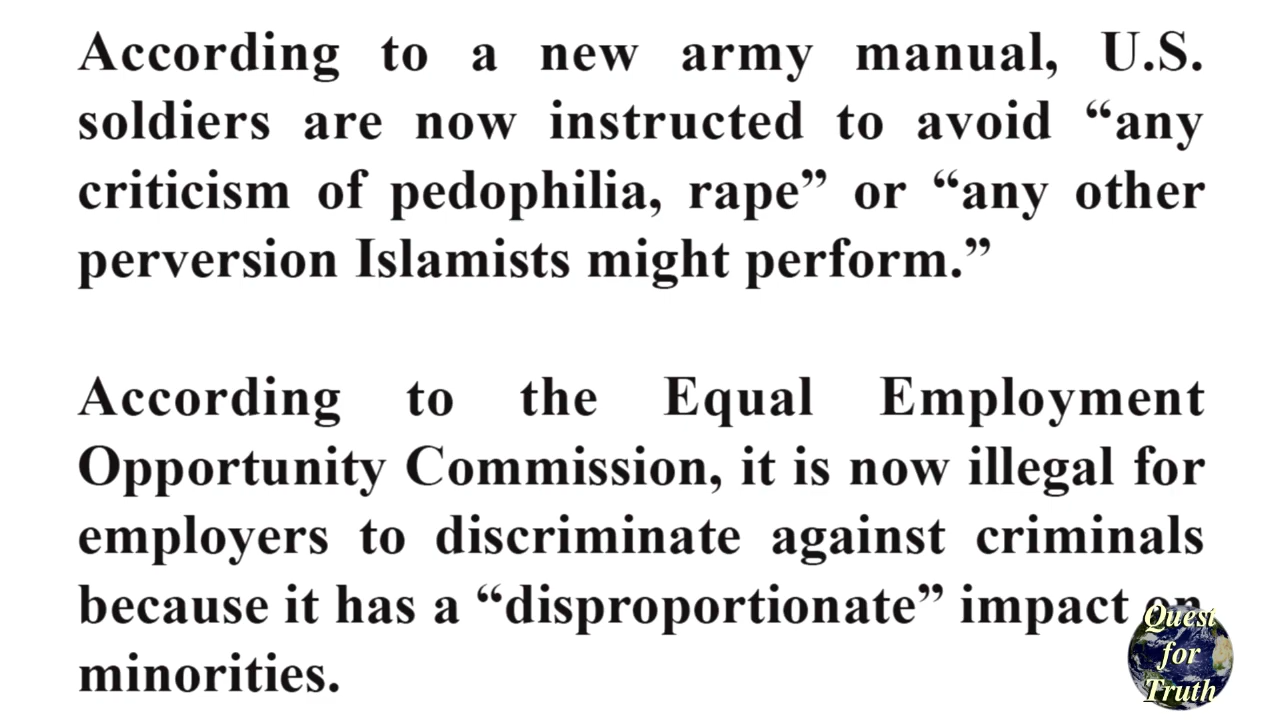 According to a new army manual, U.S.
soldiers are now instructed to avoid “any
criticism of pedophilia, rape” or “any other
perversion Islamists might perform.”
According to the Equal Employment
Opportunity Commission, it is now illegal for
employers to discriminate against criminals
because it has a “disproportionate” impact on
minorities.
Quest
for
Truth